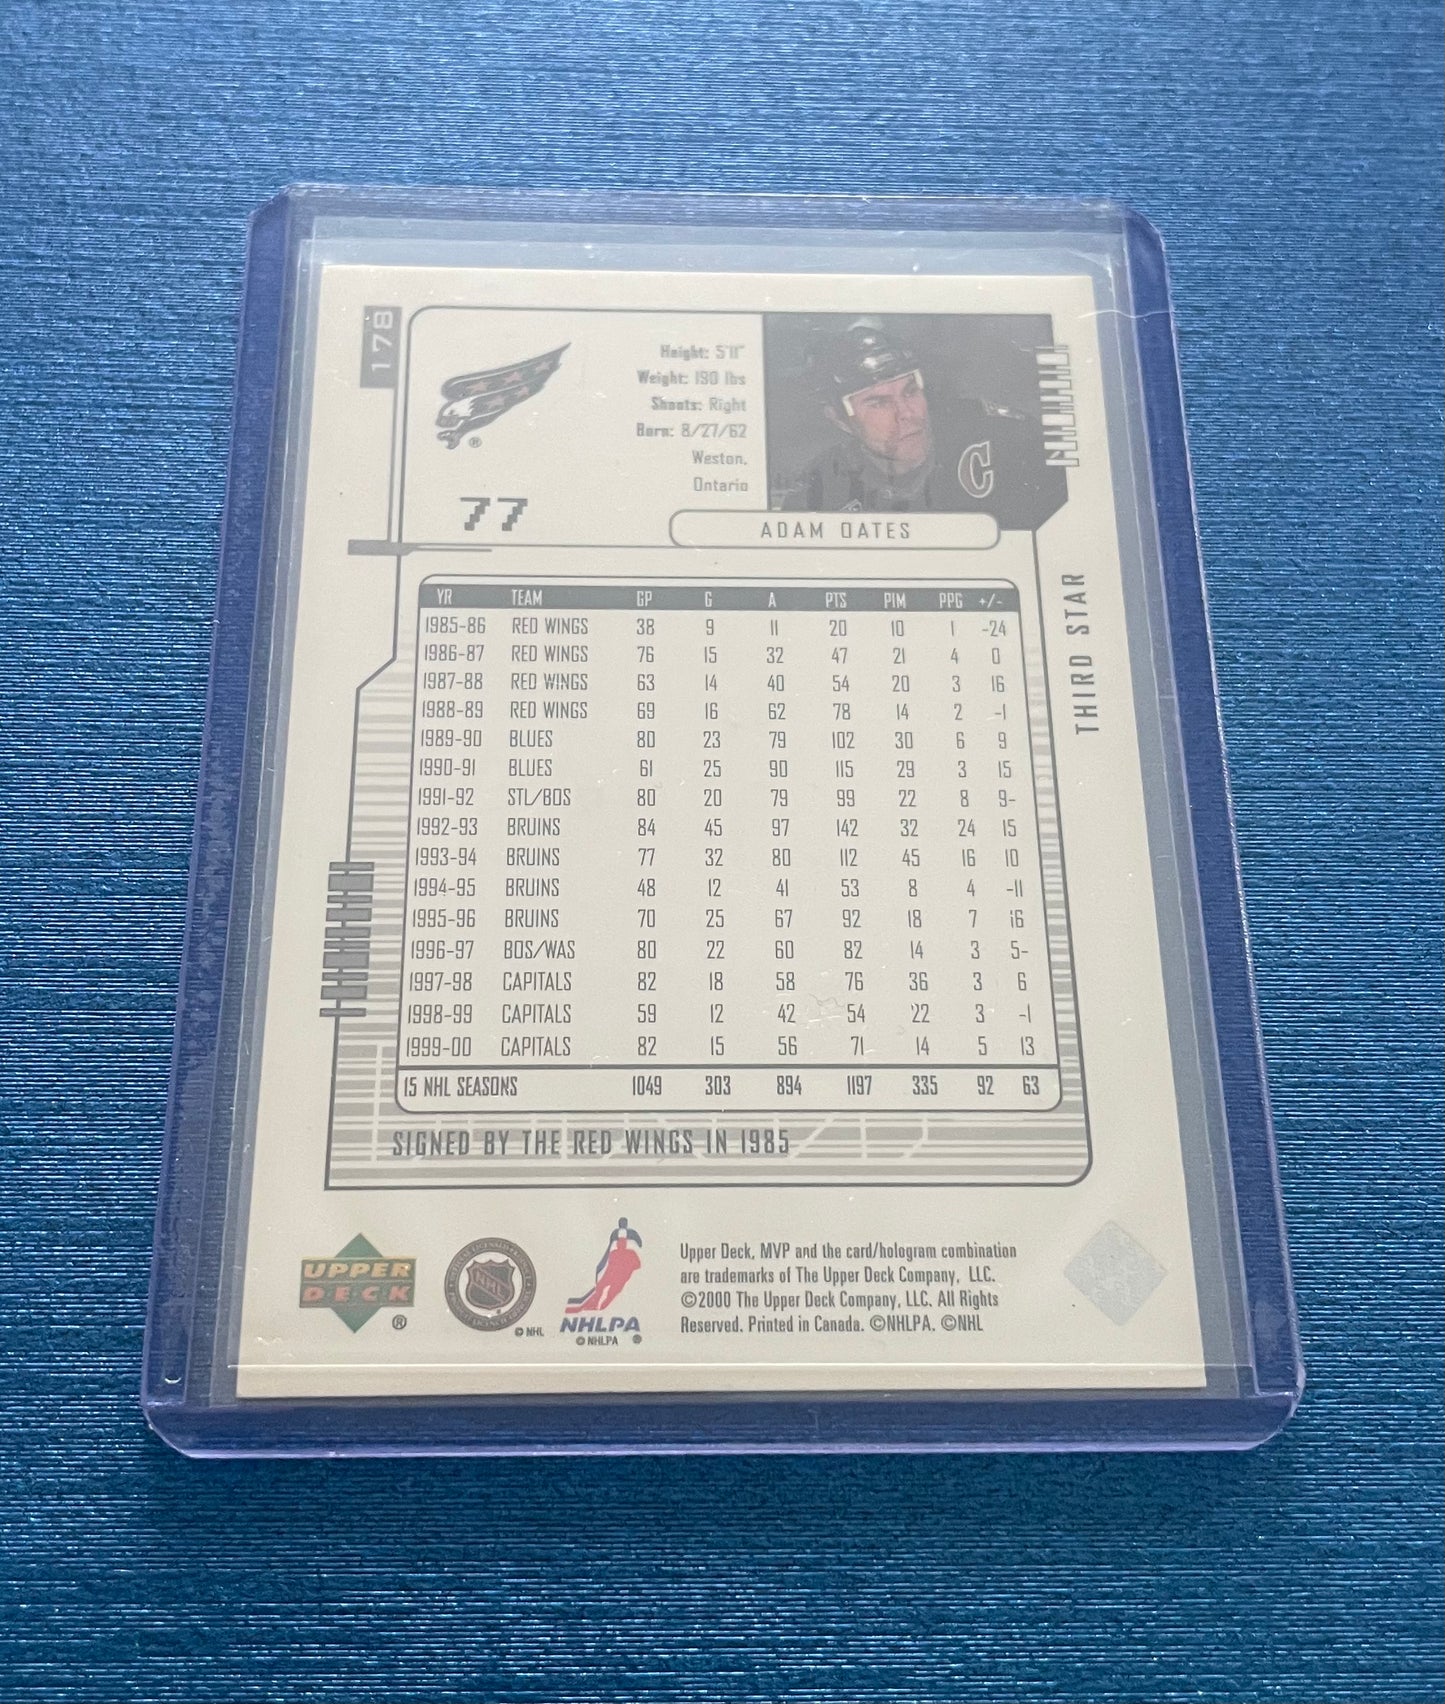 178
Height: 5'11"
Weight: 190 lbs
Shoots: Right
Born: 8/27/62
Weston,
Ontario
®
77
C
ADAM OATES
THIRD STAR
YR TEAM GP G A PTS PIM PPG +/-
1985-86 RED WINGS 38 9 11 20 10 1 -24
1986-87 RED WINGS 76 15 32 47 21 4 0
1987-88 RED WINGS 63 14 40 54 20 3 16
1988-89 RED WINGS 69 16 62 78 14 2 -1
1989-90 BLUES 80 23 79 102 30 6 9
1990-91 BLUES 61 25 90 115 29 3 15
1991-92 STL/BOS 80 20 79 99 22 8 9-
1992-93 BRUINS 84 45 97 142 32 24 15
1993-94 BRUINS 77 32 80 112 45 16 10
1994-95 BRUINS 48 12 41 53 8 4 -11
1995-96 BRUINS 70 25 67 92 18 7 16
1996-97 BOS/WAS 80 22 60 82 14 3 5-
1997-98 CAPITALS 82 18 58 76 36 3 6
1998-99 CAPITALS 59 12 42 54 22 3 -1
1999-00 CAPITALS 82 15 56 71 14 5 13
15 NHL SEASONS 1049 303 894 1197 335 92 63
SIGNED BY THE RED WINGS IN 1985
UPPER
DECK
®
NHL
© NHL
NHLPA
© NHLPA ®
Upper Deck, MVP and the card/hologram combination
are trademarks of The Upper Deck Company, LLC.
©2000 The Upper Deck Company, LLC. All Rights
Reserved. Printed in Canada. ©NHLPA. ©NHL